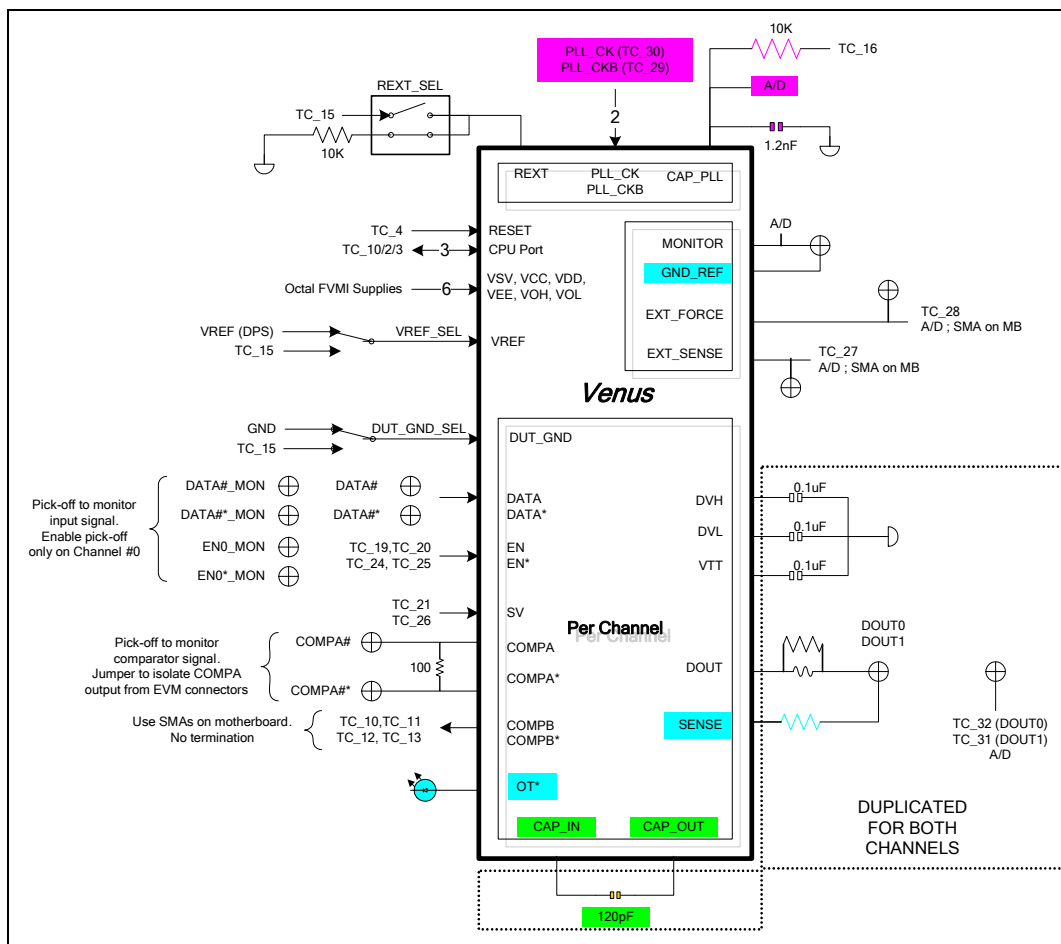 PLL_CK (TC_30)
PLL_CKB (TC_29)
10K
TC_16
A/D
1.2nF
REXT_SEL
TC_15
10K
2
REXT
PLL_CK
PLL_CKB
CAP_PLL
TC_4
RESET
TC_10/2/3
3
CPU Port
Octal FVMI Supplies
6
VSV, VCC, VDD,
VEE, VOH, VOL
VREF (DPS)
TC_15
VREF_SEL
VREF
MONITOR
GND_REF
EXT_FORCE
EXT_SENSE
A/D
TC_28
A/D ; SMA on MB
TC_27
A/D ; SMA on MB
Venus
GND
TC_15
DUT_GND_SEL
DUT_GND
Pick-off to monitor
input signal.
Enable pick-off
only on Channel #0
DATA#_MON
DATA#*_MON
EN0_MON
EN0*_MON
DATA#
DATA#*
DATA
DATA*
TC_19,TC_20
TC_24, TC_25
EN
EN*
TC_21
TC_26
SV
DVH
DVL
VTT
0.1uF
0.1uF
0.1uF
Per Channel
Pick-off to monitor
comparator signal.
Jumper to isolate COMPA
output from EVM connectors
COMPA#
COMPA#*
100
COMPA
COMPA*
DOUT
DOUT0
DOUT1
Use SMAs on motherboard.
No termination
TC_10,TC_11
TC_12, TC_13
COMPB
COMPB*
SENSE
TC_32 (DOUT0)
TC_31 (DOUT1)
A/D
OT*
CAP_IN
CAP_OUT
DUPLICATED
FOR BOTH
CHANNELS
120pF